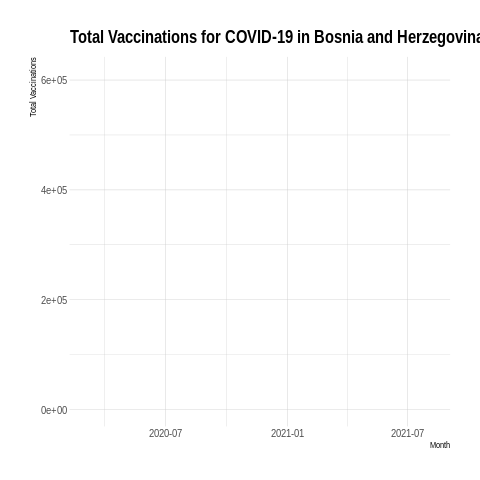 Total Vaccinations for COVID-19 in Bosnia and Herzegovina
Total Vaccinations
6e+05
4e+05
2e+05
0e+00
2020-07
2021-01
2021-07
Month